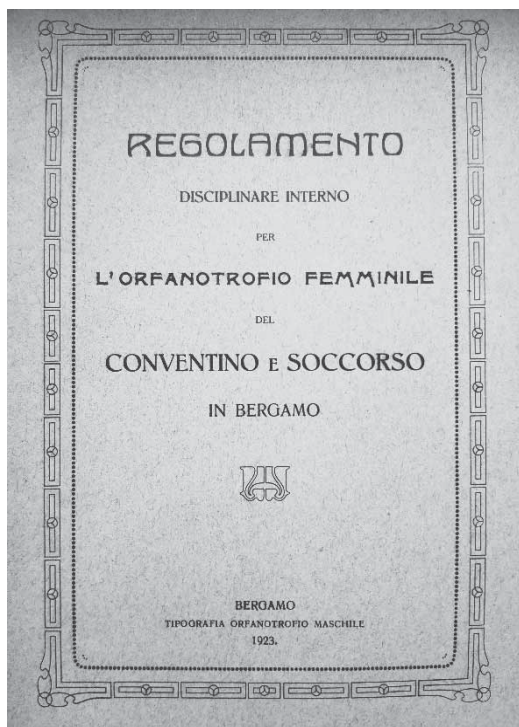 REGOLAMENTO
DISCIPLINARE INTERNO
PER
L'ORFANOTROFIO FEMMINILE
DEL
CONVENTINO E SOCCORSO
IN BERGAMO
BERGAMO
TIPOGRAFIA ORFANOTROFIO MASCHILE
1923.